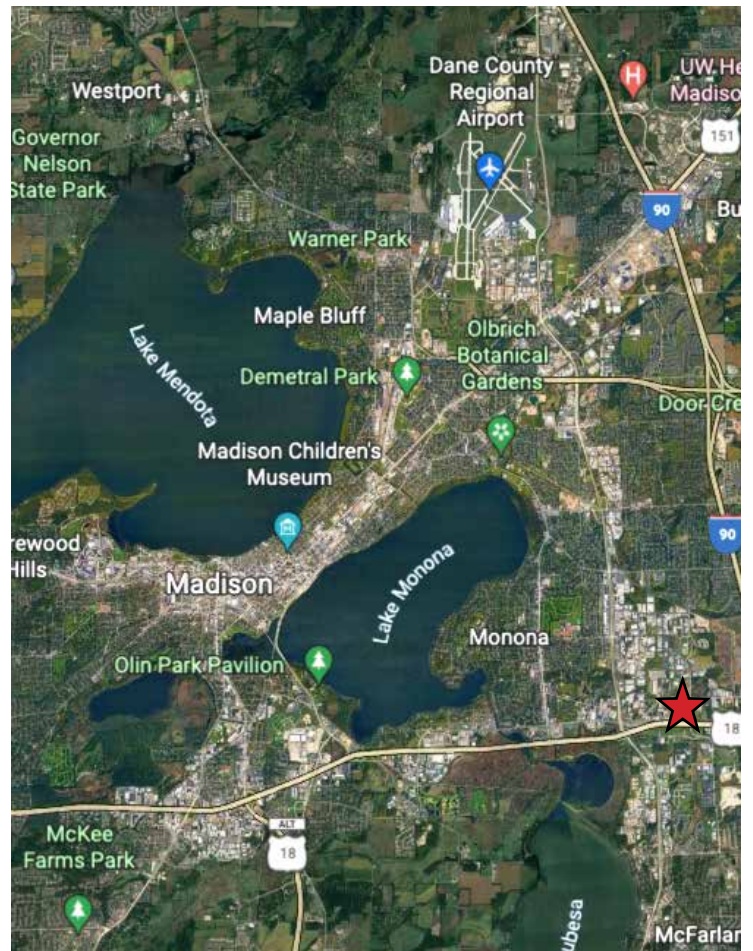 Westport
Dane County
Regional
Airport
H
UW He
Madiso
151
Governor
Nelson
State Park
90
Bu
Warner Park
Maple Bluff
Lake Mendota
Olbrich
Botanical
Gardens
Demetral Park
Door Cre
Madison Children's
Museum
90
rewood
Hills
Madison
Lake Monona
Monona
Olin Park Pavilion
18
ALT
18
McKee
Farms Park
ubesa
McFarlan